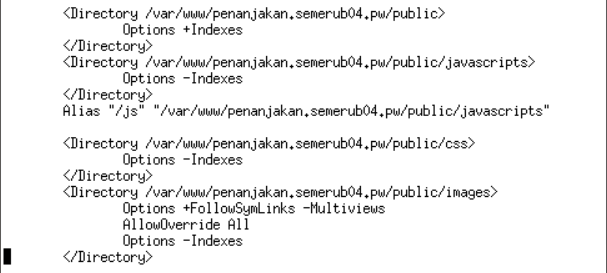 <Directory /var/www/penanjakan.semerub04.pw/public>
Options +Indexes
</Directory>
<Directory /var/www/penanjakan.semerub04.pw/public/javascripts>
Options -Indexes
</Directory>
Alias "/js" "/var/www/penanjakan.semerub04.pw/public/javascripts"
<Directory /var/www/penanjakan.semerub04.pw/public/css>
Options -Indexes
</Directory>
<Directory /var/www/penanjakan.semerub04.pw/public/images>
Options +FollowSymLinks -Multiviews
AllowOverride All
Options -Indexes
</Directory>